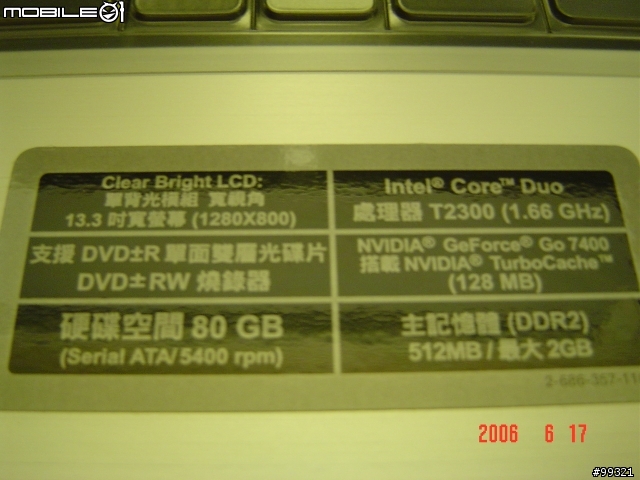 MOBILE01
Clear Bright LCD:
單背光模組 寬視角
13.3 吋寬螢幕 (1280X800)
Intel® Core™ Duo
處理器 T2300 (1.66 GHz)
支援 DVD±R 單面雙層光碟片
DVD±RW 燒錄器
NVIDIA® GeForce® Go 7400
搭載 NVIDIA® TurboCache™
(128 MB)
硬碟空間 80 GB
(Serial ATA/ 5400 rpm)
主記憶體 (DDR2)
512MB / 最大 2GB
2006 6 17
#99321